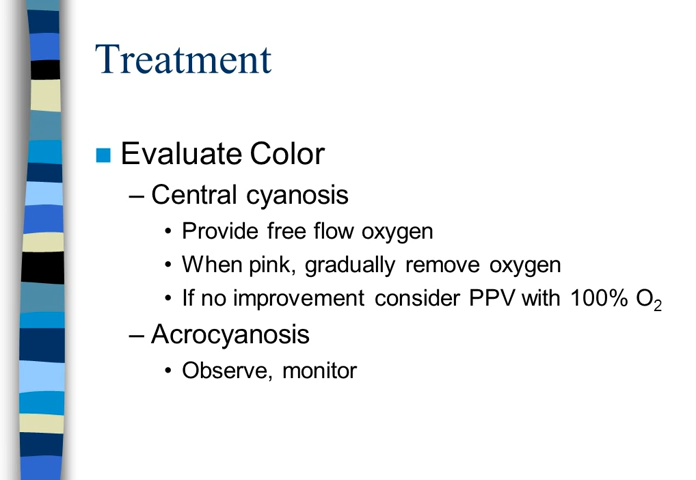 Treatment
■ Evaluate Color
– Central cyanosis
• Provide free flow oxygen
• When pink, gradually remove oxygen
• If no improvement consider PPV with 100% O₂
– Acrocyanosis
• Observe, monitor